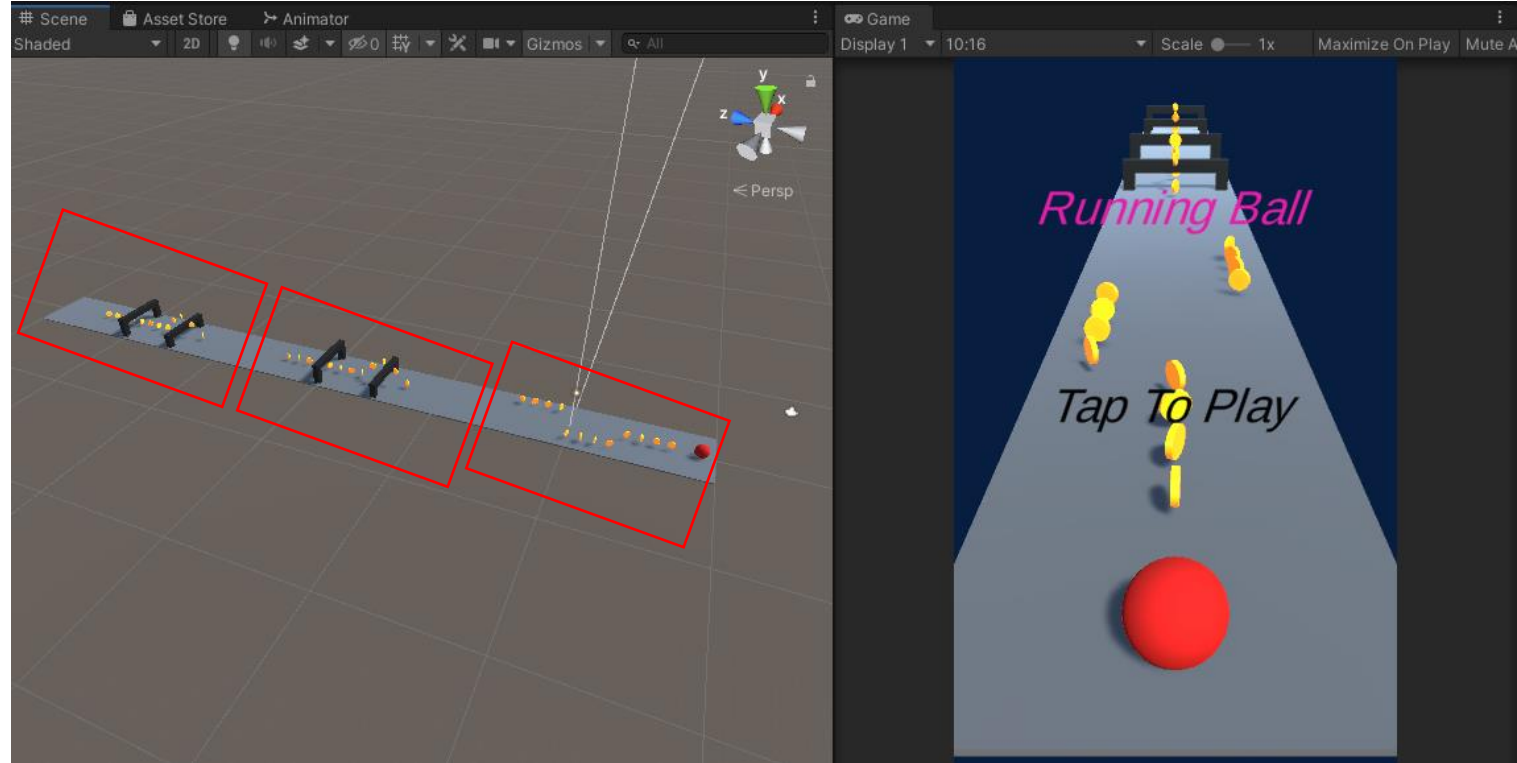 Scene Asset Store Animator
Shaded 2D 0 Gizmos All
y
x
z
Persp
Game
Display 1 10:16 Scale 1x Maximize On Play Mute A
Running Ball
Tap To Play